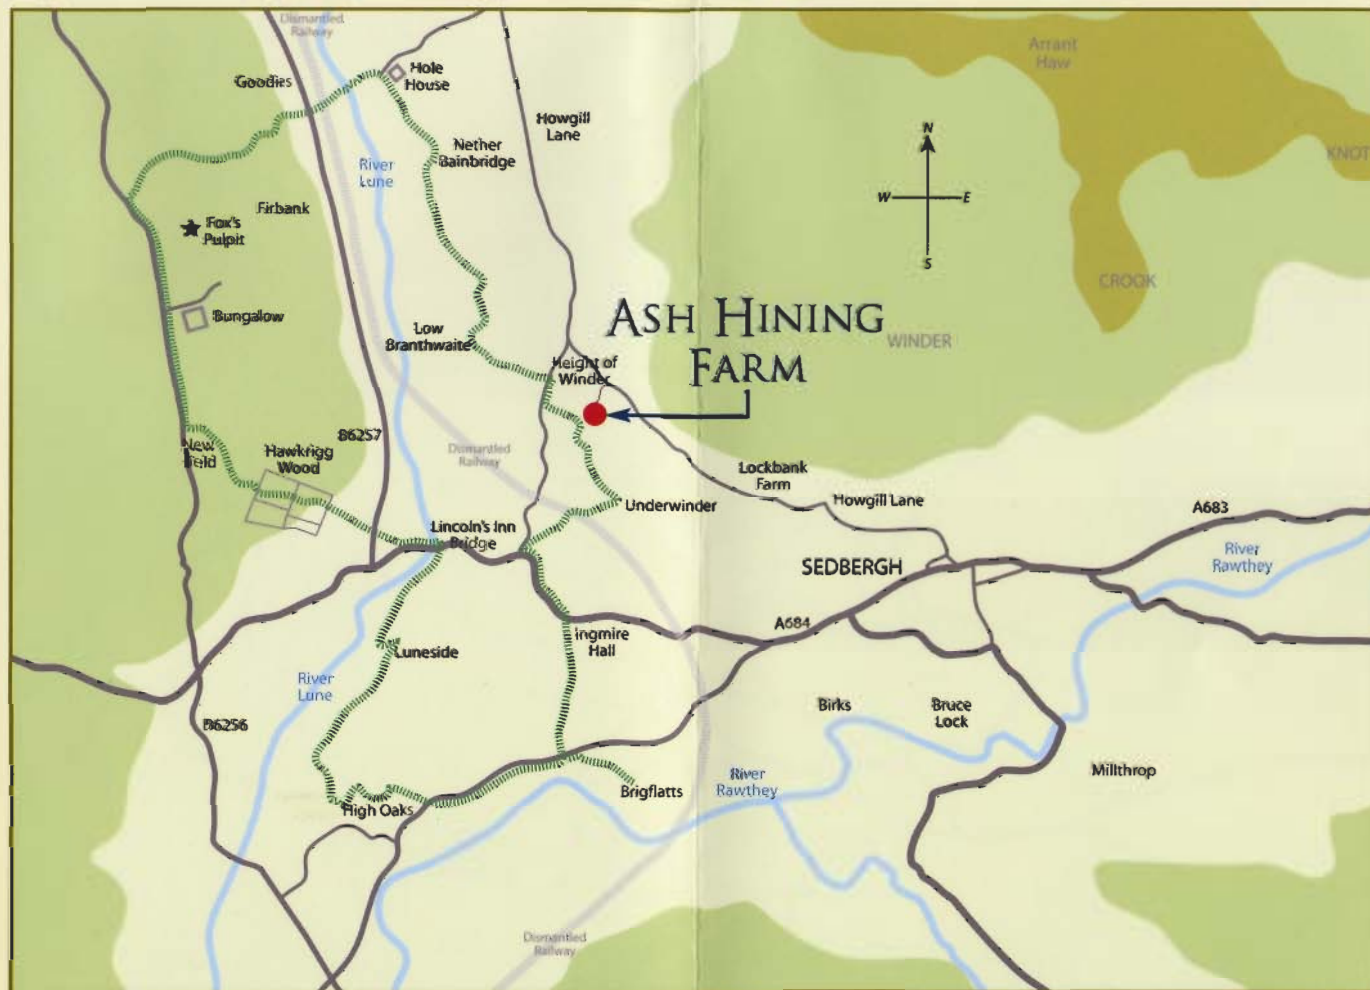 Dismantled
Railway
Arrant
Haw
Goodies
Hole
House
Howgill
Lane
N
W
E
S
Nether
Bainbridge
KNOT
River
Lune
Firbank
Fox's
Pulpit
CROOK
Bungalow
Low
Branthwaite
ASH HINING
FARM
WINDER
Height of
Winder
B6257
New
Field
Hawkrigg
Wood
Dismantled
Railway
Lockbank
Farm
Howgill Lane
Underwinder
A683
Lincoln's Inn
Bridge
SEDBERGH
River
Rawthey
A684
Ingmire
Hall
Luneside
River
Lune
B6256
Birks
Bruce
Lock
Millthrop
River
Rawthey
Brigflatts
High Oaks
Dismantled
Railway